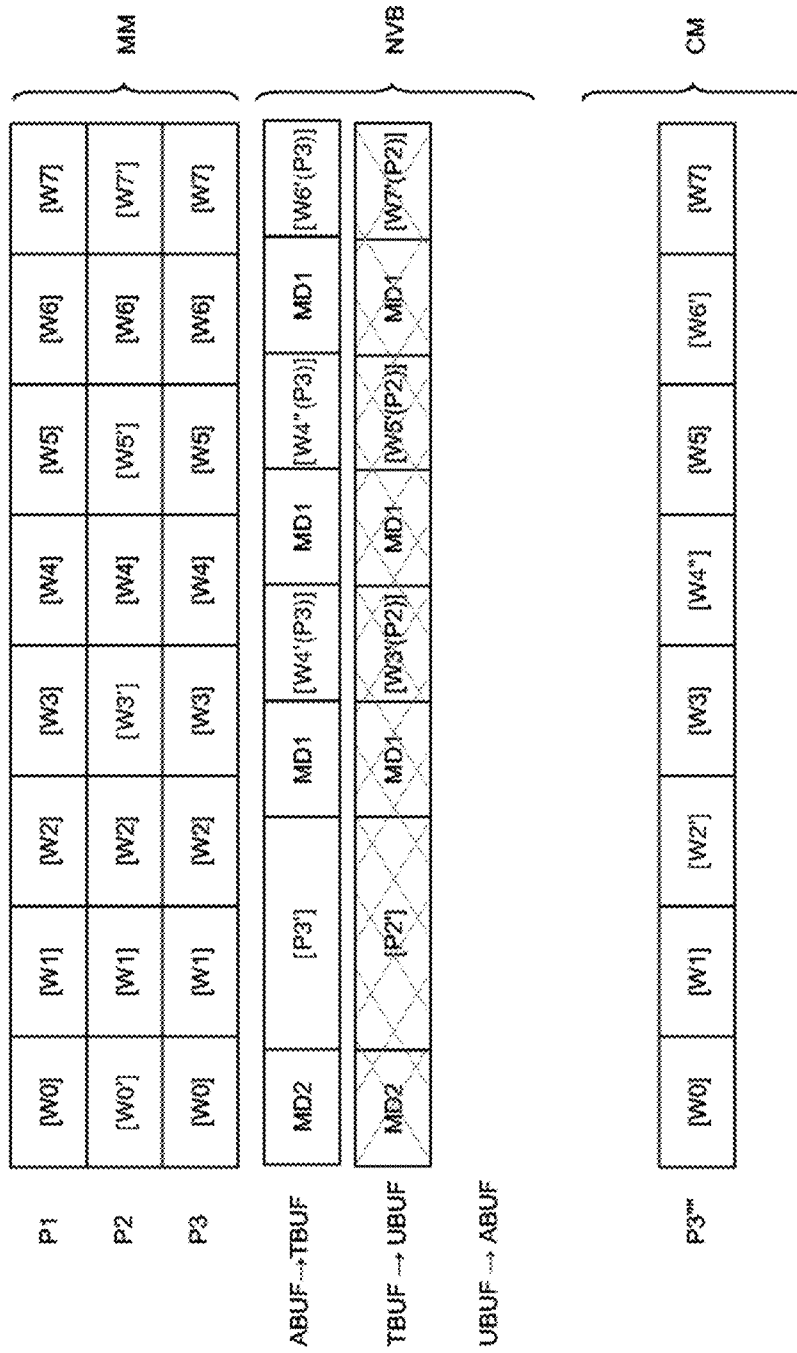 P1 [W0] [W1] [W2] [W3] [W4] [W5] [W6] [W7]
P2 [W0'] [W1] [W2] [W3'] [W4] [W5'] [W6] [W7']
P3 [W0] [W1] [W2] [W3] [W4] [W5] [W6] [W7]
MM
ABUF→TBUF MD2 [P3'] MD1 [W4'(P3)] MD1 [W4"(P3)] MD1 [W6'(P3)]
TBUF → UBUF MD2 [P2'] MD1 [W3'(P2)] MD1 [W5'(P2)] MD1 [W7'(P2)]
UBUF → ABUF
NVB
P3"" [W0] [W1] [W2'] [W3] [W4"] [W5] [W6'] [W7]
CM